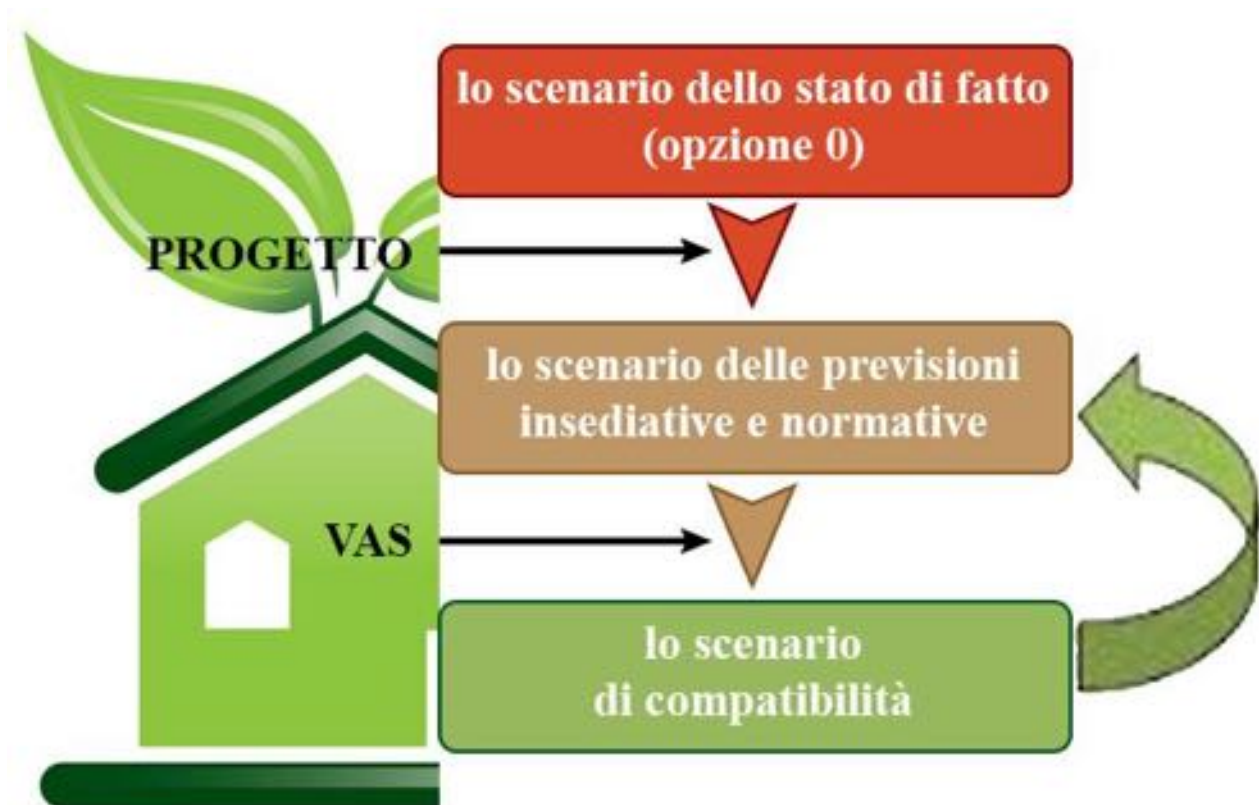 lo scenario dello stato di fatto
(opzione 0)
PROGETTO
lo scenario delle previsioni
insediative e normative
VAS
lo scenario
di compatibilità